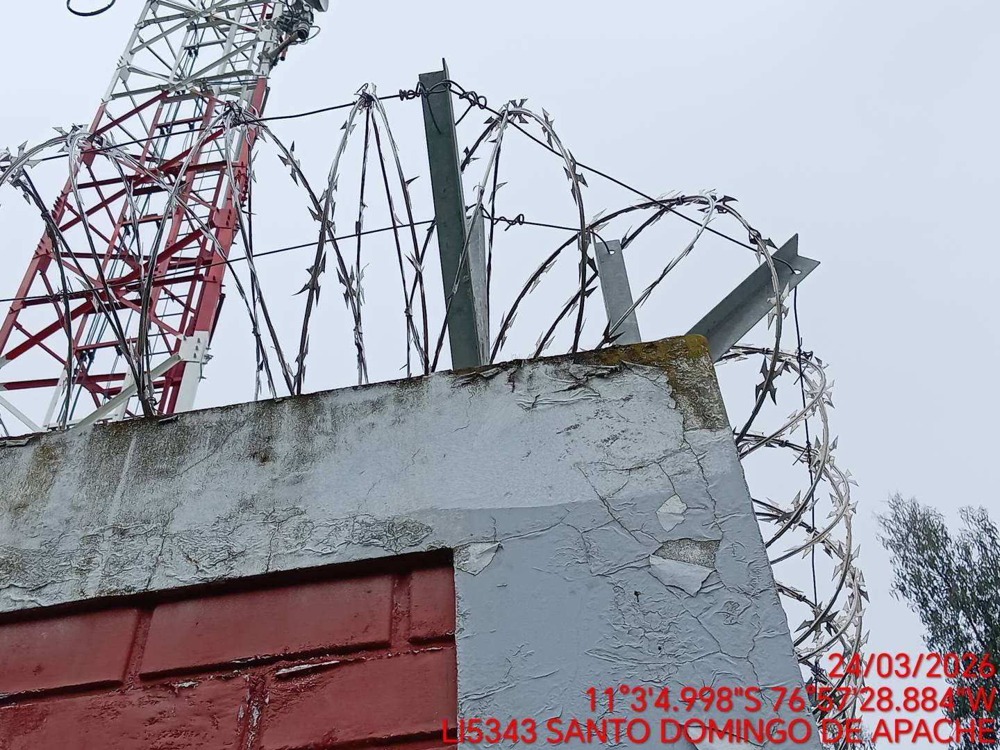 24/03/2026
11°3'4.998"S 76°57'28.884"W
LI5343 SANTO DOMINGO DE APACHE